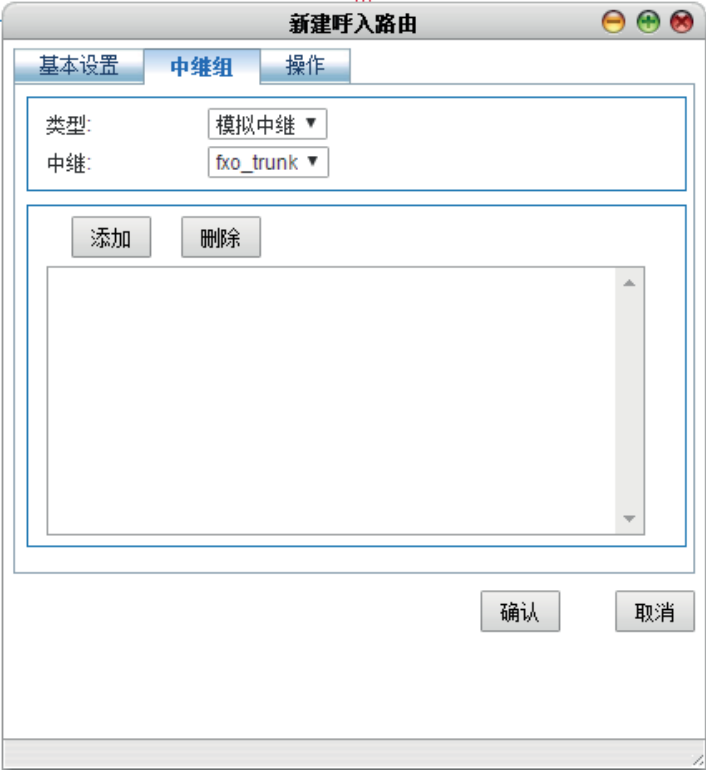 新建呼入路由
基本设置 中继组 操作
类型: 模拟中继
中继: fxo_trunk
添加 删除
确认 取消